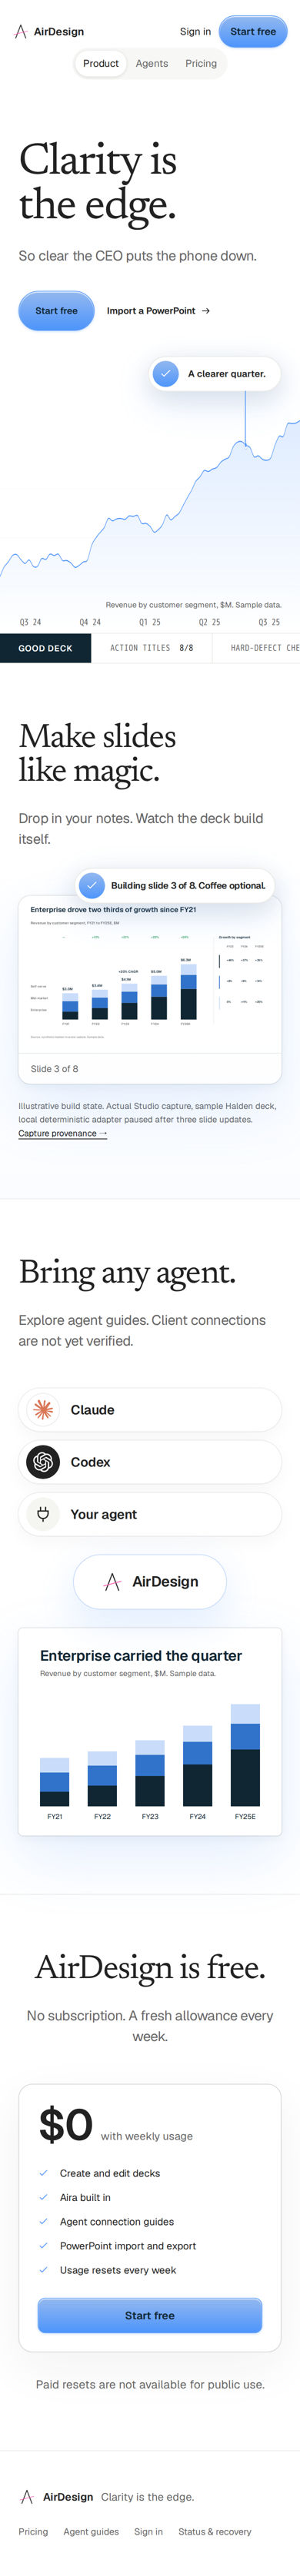 AirDesign
Sign in
Start free
Product
Agents
Pricing
Clarity is
the edge.
So clear the CEO puts the phone down.
Start free
Import a PowerPoint →
A clearer quarter.
Revenue by customer segment, $M. Sample data.
Q3 24
Q4 24
Q1 25
Q2 25
Q3 25
GOOD DECK
ACTION TITLES 8/8
HARD-DEFECT CHE
Make slides
like magic.
Drop in your notes. Watch the deck build
itself.
Building slide 3 of 8. Coffee optional.
Enterprise drove two thirds of growth since FY21
Slide 3 of 8
Illustrative build state. Actual Studio capture, sample Halden deck,
local deterministic adapter paused after three slide updates.
Capture provenance →
Bring any agent.
Explore agent guides. Client connections
are not yet verified.
Claude
Codex
Your agent
AirDesign
Enterprise carried the quarter
Revenue by customer segment, $M. Sample data.
FY21
FY22
FY23
FY24
FY25E
AirDesign is free.
No subscription. A fresh allowance every
week.
$0 with weekly usage
Create and edit decks
Aira built in
Agent connection guides
PowerPoint import and export
Usage resets every week
Start free
Paid resets are not available for public use.
AirDesign Clarity is the edge.
Pricing
Agent guides
Sign in
Status & recovery